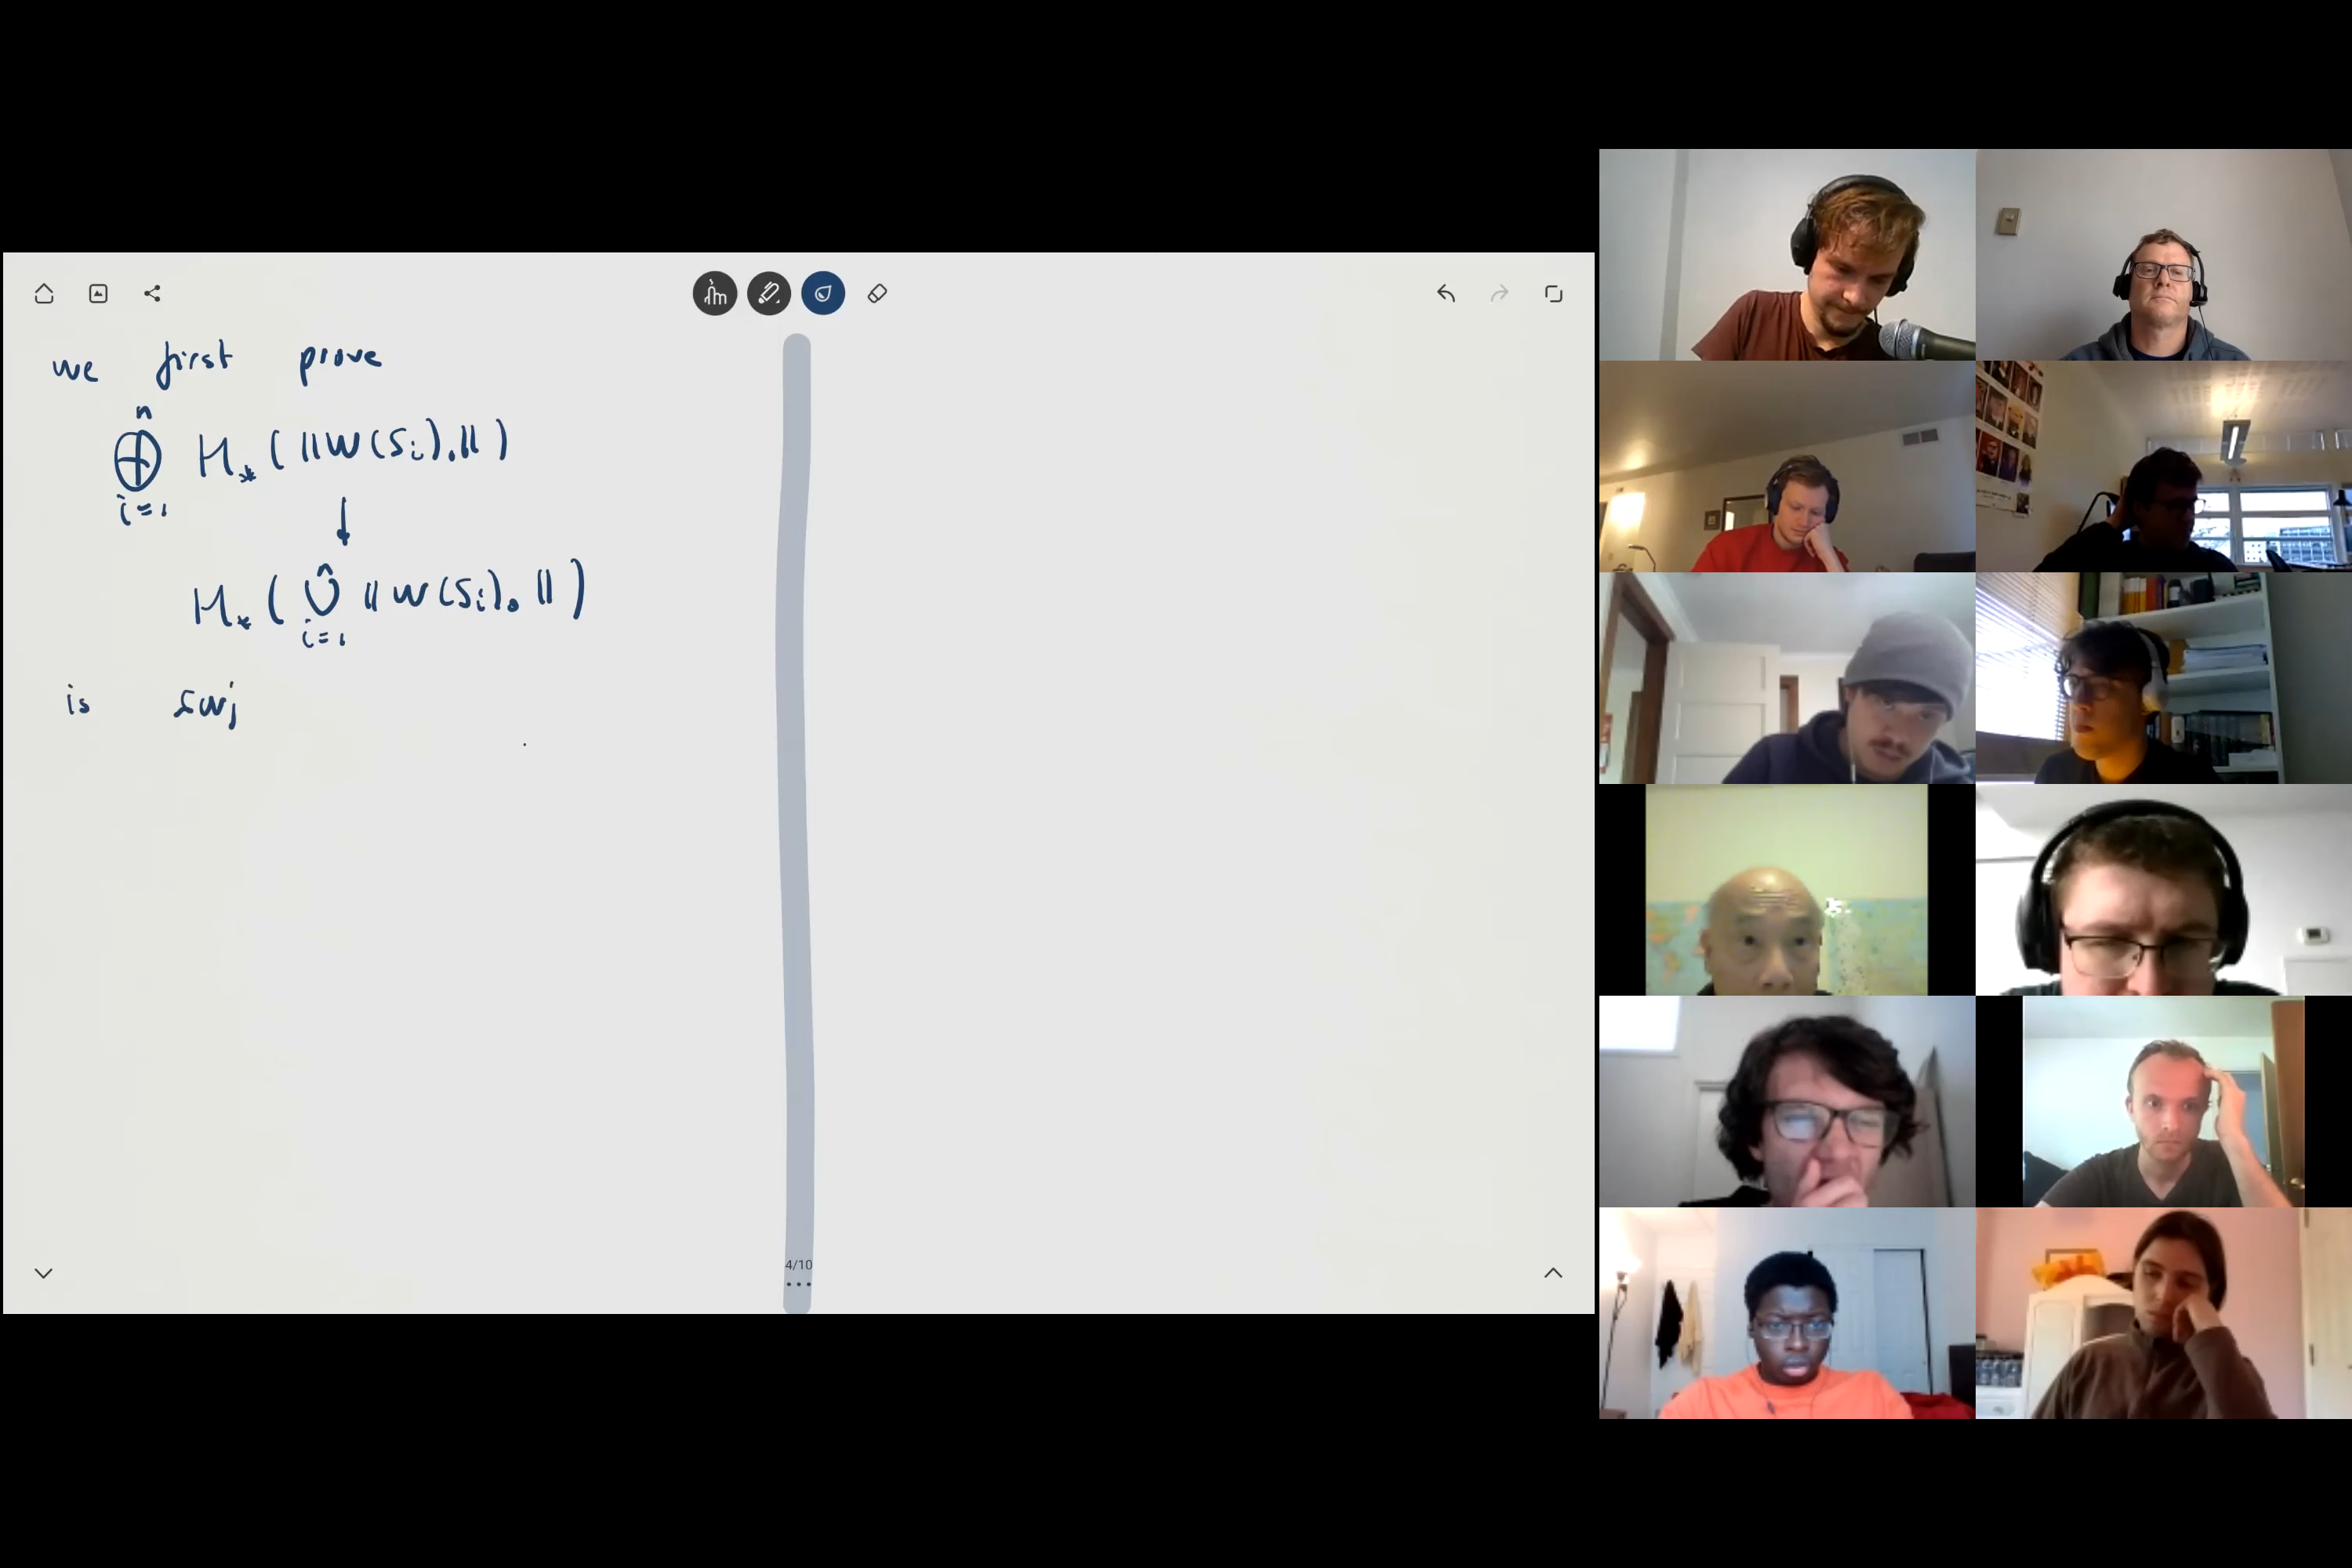 we first prove
n
⊕ H_* ( ||W(S_i).|| )
i=1
↓
n
H_* ( ∪ ||W(S_i).|| )
i=1
is surj
4/10